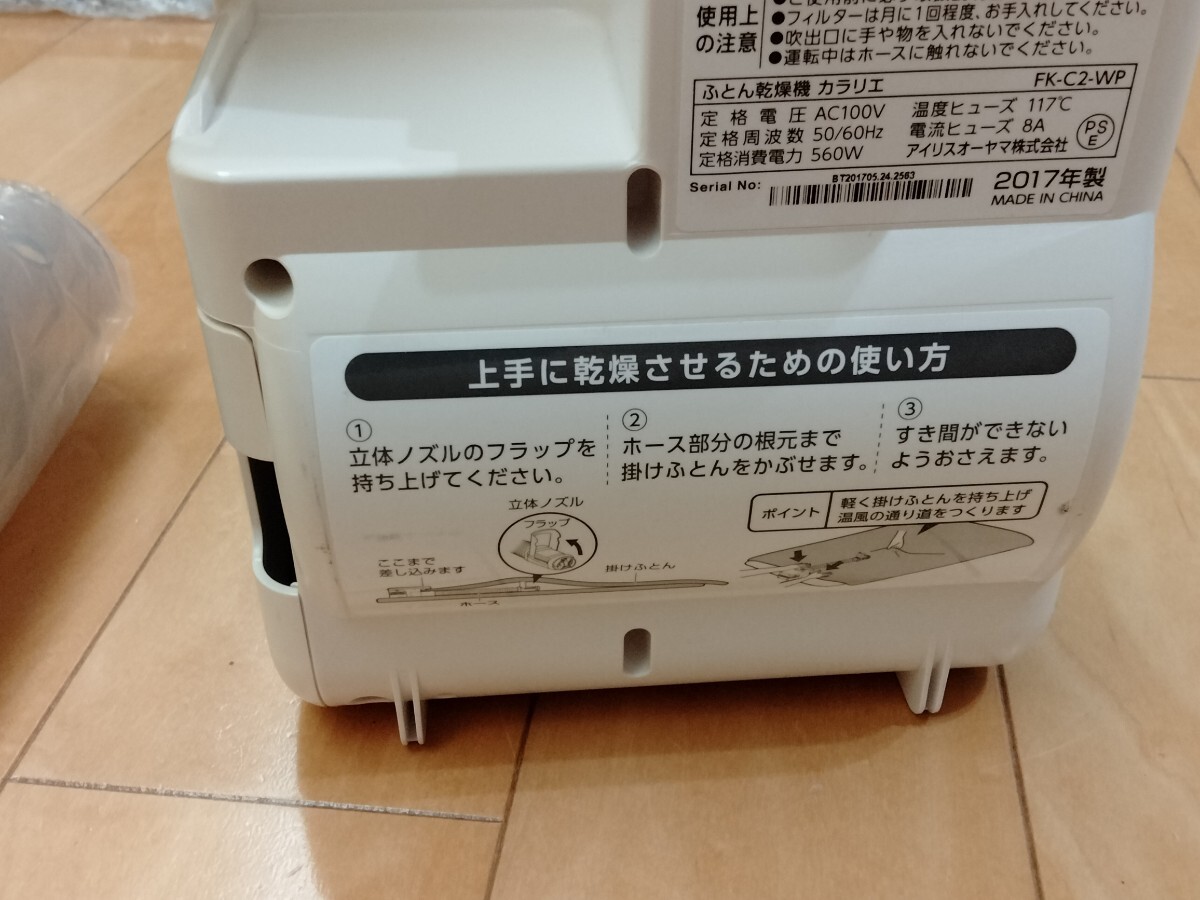 使用上
の注意
●フィルターは月に1回程度、お手入れしてください。
●吹出口に手や物を入れないでください。
●運転中はホースに触れないでください。
ふとん乾燥機 カラリエ FK-C2-WP
定格電圧 AC100V 温度ヒューズ 117℃
定格周波数 50/60Hz 電流ヒューズ 8A
定格消費電力 560W アイリスオーヤマ株式会社
PS
E
Serial No: BT201705.24.2563
2017年製
MADE IN CHINA
上手に乾燥させるための使い方
①
立体ノズルのフラップを
持ち上げてください。
②
ホース部分の根元まで
掛けふとんをかぶせます。
③
すき間ができない
ようおさえます。
立体ノズル
フラップ
ここまで
差し込みます
掛けふとん
ホース
ポイント
軽く掛けふとんを持ち上げ
温風の通り道をつくります